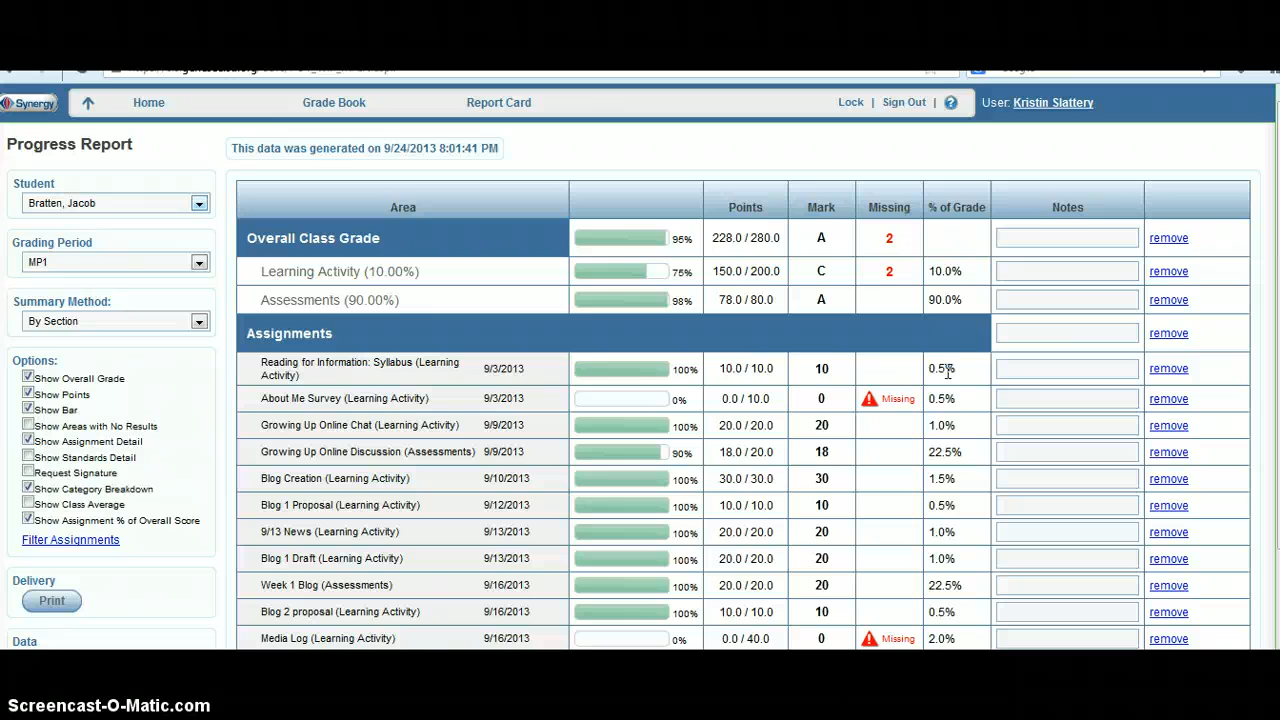 Synergy
Home Grade Book Report Card Lock | Sign Out | ? User: Kristin Slattery
Progress Report
This data was generated on 9/24/2013 8:01:41 PM
Student
Bratten, Jacob
Grading Period
MP1
Summary Method:
By Section
Options:
Show Overall Grade
Show Points
Show Bar
Show Areas with No Results
Show Assignment Detail
Show Standards Detail
Request Signature
Show Category Breakdown
Show Class Average
Show Assignment % of Overall Score
Filter Assignments
Delivery
Print
Data
Area Points Mark Missing % of Grade Notes
Overall Class Grade 95% 228.0 / 280.0 A 2 remove
Learning Activity (10.00%) 75% 150.0 / 200.0 C 2 10.0% remove
Assessments (90.00%) 98% 78.0 / 80.0 A 90.0% remove
Assignments remove
Reading for Information: Syllabus (Learning
Activity) 9/3/2013 100% 10.0 / 10.0 10 0.5% remove
About Me Survey (Learning Activity) 9/3/2013 0% 0.0 / 10.0 0 Missing 0.5% remove
Growing Up Online Chat (Learning Activity) 9/9/2013 100% 20.0 / 20.0 20 1.0% remove
Growing Up Online Discussion (Assessments) 9/9/2013 90% 18.0 / 20.0 18 22.5% remove
Blog Creation (Learning Activity) 9/10/2013 100% 30.0 / 30.0 30 1.5% remove
Blog 1 Proposal (Learning Activity) 9/12/2013 100% 10.0 / 10.0 10 0.5% remove
9/13 News (Learning Activity) 9/13/2013 100% 20.0 / 20.0 20 1.0% remove
Blog 1 Draft (Learning Activity) 9/13/2013 100% 20.0 / 20.0 20 1.0% remove
Week 1 Blog (Assessments) 9/16/2013 100% 20.0 / 20.0 20 22.5% remove
Blog 2 proposal (Learning Activity) 9/16/2013 100% 10.0 / 10.0 10 0.5% remove
Media Log (Learning Activity) 9/16/2013 0% 0.0 / 40.0 0 Missing 2.0% remove
Screencast-O-Matic.com